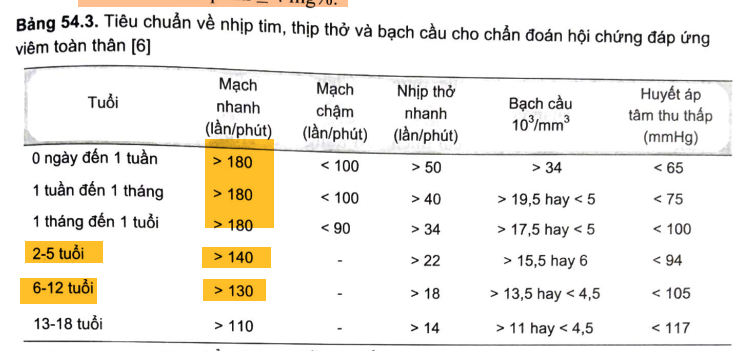 Bảng 54.3. Tiêu chuẩn về nhịp tim, thịp thở và bạch cầu cho chẩn đoán hội chứng đáp ứng
viêm toàn thân [6]
Tuổi Mạch nhanh (lần/phút) Mạch chậm (lần/phút) Nhịp thở nhanh (lần/phút) Bạch cầu 10³/mm³ Huyết áp tâm thu thấp (mmHg)
0 ngày đến 1 tuần > 180 < 100 > 50 > 34 < 65
1 tuần đến 1 tháng > 180 < 100 > 40 > 19,5 hay < 5 < 75
1 tháng đến 1 tuổi > 180 < 90 > 34 > 17,5 hay < 5 < 100
2-5 tuổi > 140 - > 22 > 15,5 hay 6 < 94
6-12 tuổi > 130 - > 18 > 13,5 hay < 4,5 < 105
13-18 tuổi > 110 - > 14 > 11 hay < 4,5 < 117